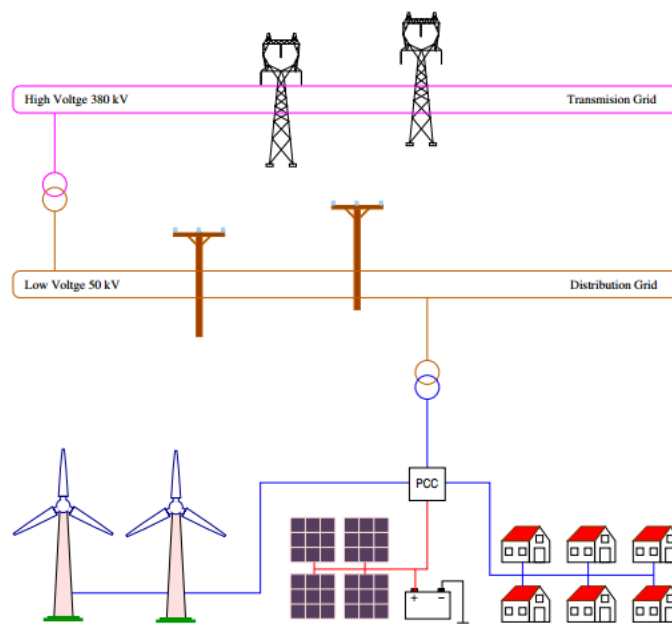 High Voltge 380 kV
Transmision Grid
Low Voltge 50 kV
Distribution Grid
PCC
+ −